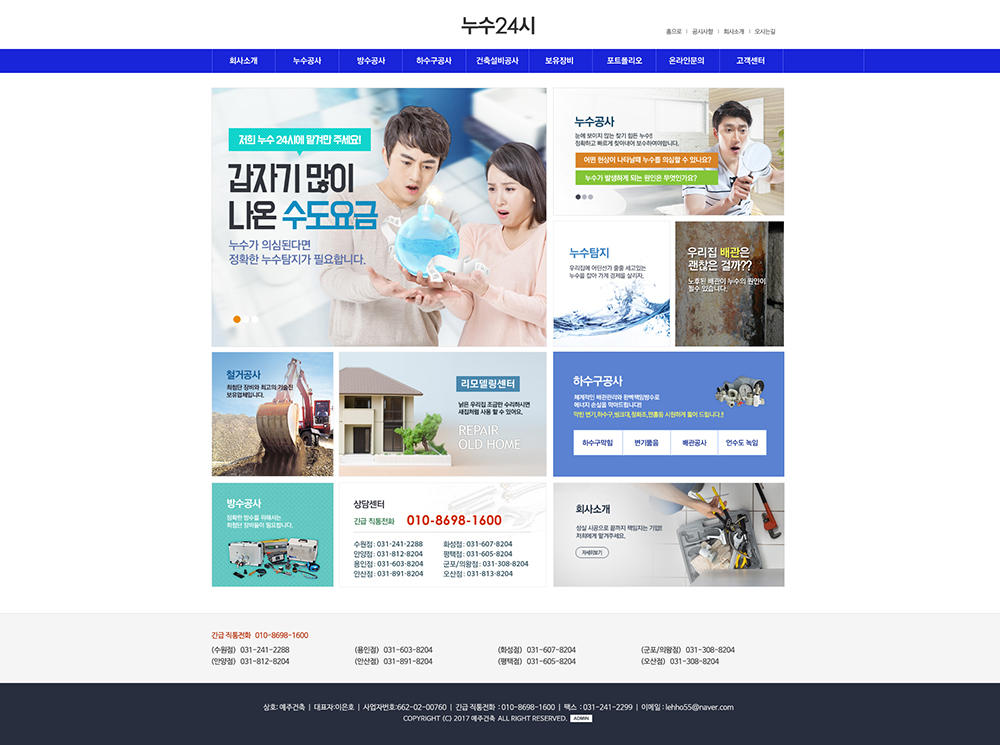 누수24시
홈으로 | 공지사항 | 회사소개 | 오시는길
회사소개 누수공사 방수공사 하수구공사 건축설비공사 보유장비 포트폴리오 온라인문의 고객센터
저희 누수 24시에 맡겨만 주세요!
갑자기 많이
나온 수도요금
누수가 의심된다면
정확한 누수탐지가 필요합니다.
누수공사
눈에 보이지 않는 찾기 힘든 누수!!
정확하고 빠르게 찾아내어 보수하여야합니다.
어떤 현상이 나타날때 누수를 의심할 수 있나요?
누수가 발생하게 되는 원인은 무엇인가요?
누수탐지
우리집에 어딘선가 줄줄 세고있는
누수을 잡아 가계 경제을 살리자.
우리집 배관은
괜찮은 걸까??
노후된 배관이 누수의 원인이
될수 있습니다.
철거공사
최첨단 장비와 최고의 기술진
보유업체입니다.
리모델링센터
낡은 우리집 조금만 수리하시면
새집처럼 사용 할 수 있어요.
REPAIR
OLD HOME
하수구공사
체계적인 배관관리와 완벽책임방수로
에너지 손실을 막아드립니다!!
막힌 변기,하수구,씽크대,정화조,맨홀등 시원하게 뚫어 드립니다.!!
하수구막힘 변기뚫음 배관공사 언수도 녹임
방수공사
정확한 방수를 위해서는
최첨단 장비들이 필요합니다.
상담센터
긴급 직통전화 010-8698-1600
수원점 : 031-241-2288 화성점 : 031-607-8204
안양점 : 031-812-8204 평택점 : 031-605-8204
용인점 : 031-603-8204 군포/의왕점 : 031-308-8204
안산점 : 031-891-8204 오산점 : 031-813-8204
회사소개
상실 시공으로 끝까지 책임지는 기업!!
저희에게 맡겨주세요.
자세히보기
긴급 직통전화 010-8698-1600
(수원점) 031-241-2288 (용인점) 031-603-8204 (화성점) 031-607-8204 (군포/의왕점) 031-308-8204
(안양점) 031-812-8204 (안산점) 031-891-8204 (평택점) 031-605-8204 (오산점) 031-308-8204
상호: 예주건축 | 대표자:이은호 | 사업자번호:662-02-00760 | 긴급 직통전화 : 010-8698-1600 | 팩스 : 031-241-2299 | 이메일 : lehho55@naver.com
COPYRIGHT (C) 2017 예주건축 ALL RIGHT RESERVED. ADMIN